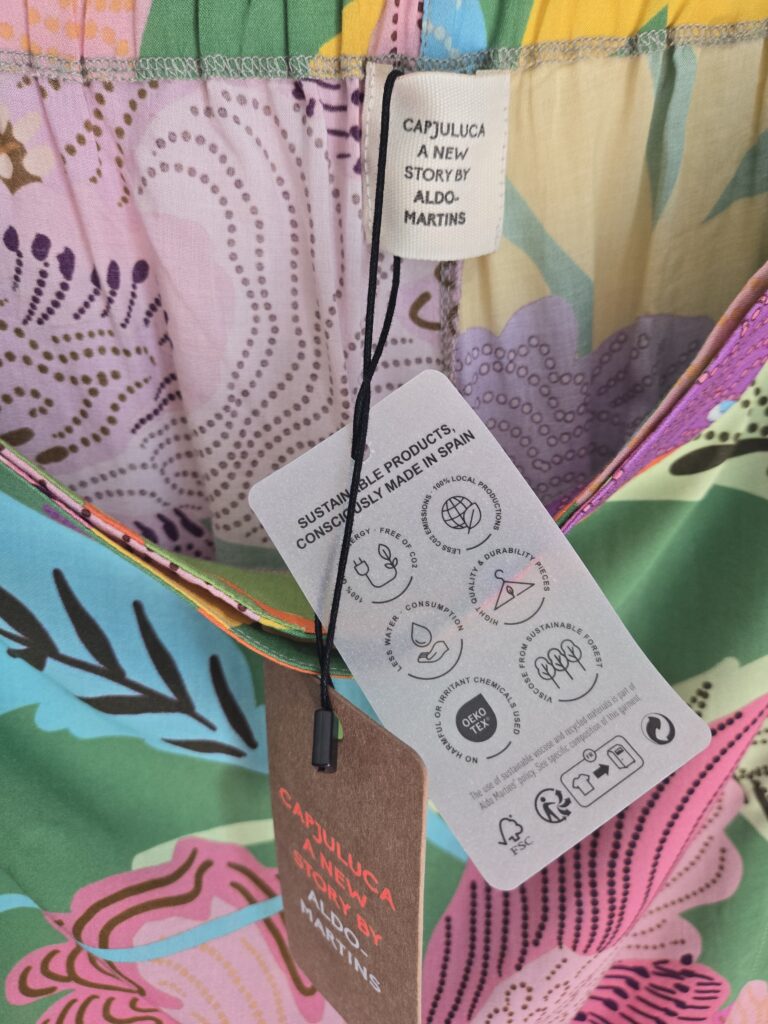 CAPJULUCA
A NEW
STORY BY
ALDO-
MARTINS
SUSTAINABLE PRODUCTS,
CONSCIOUSLY MADE IN SPAIN
LESS CO2 EMISSIONS · 100% LOCAL PRODUCTIONS
ERGY · FREE OF CO2
100%
HIGHT QUALITY & DURABILITY PIECES
LESS WATER · CONSUMPTION
VISCOSE FROM SUSTAINABLE FOREST
NO HARMFUL OR IRRITANT CHEMICALS USED
OEKO
TEX®
The use of sustainable viscose and recycled materials is part of
Aldo Martins' policy. See specific composition of this garment.
FR
FSC
CAPJULUCA
A NEW
STORY BY
ALDO-
MARTINS